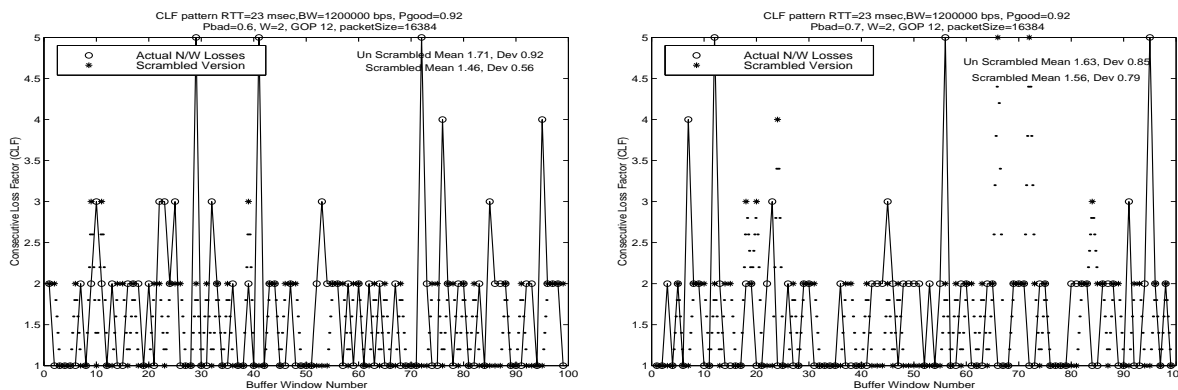 CLF pattern RTT=23 msec,BW=1200000 bps, Pgood=0.92
Pbad=0.6, W=2, GOP 12, packetSize=16384
5
4.5
4
3.5
3
2.5
2
1.5
1
Consecutive Loss Factor (CLF)
Actual N/W Losses
Scrambled Version
Un Scrambled Mean 1.71, Dev 0.92
Scrambled Mean 1.46, Dev 0.56
0 10 20 30 40 50 60 70 80 90 100
Buffer Window Number
CLF pattern RTT=23 msec,BW=1200000 bps, Pgood=0.92
Pbad=0.7, W=2, GOP 12, packetSize=16384
5
4.5
4
3.5
3
2.5
2
1.5
1
Consecutive Loss Factor (CLF)
Actual N/W Losses
Scrambled Version
Un Scrambled Mean 1.63, Dev 0.85
Scrambled Mean 1.56, Dev 0.79
0 10 20 30 40 50 60 70 80 90 100
Buffer Window Number